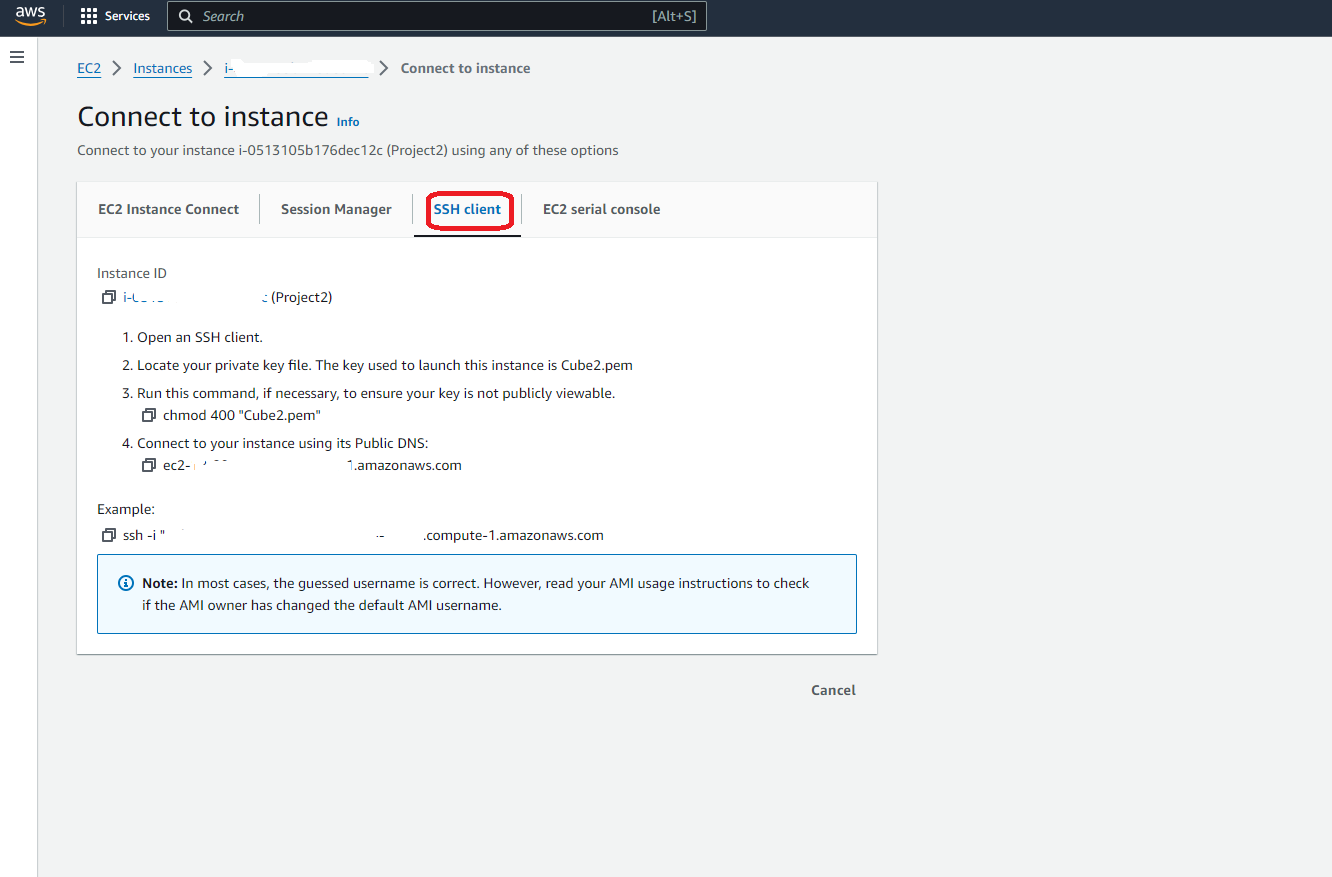 aws Services Search [Alt+S]
EC2 Instances i- Connect to instance
Connect to instance Info
Connect to your instance i-0513105b176dec12c (Project2) using any of these options
EC2 Instance Connect Session Manager SSH client EC2 serial console
Instance ID
(Project2)
1. Open an SSH client.
2. Locate your private key file. The key used to launch this instance is Cube2.pem
3. Run this command, if necessary, to ensure your key is not publicly viewable.
chmod 400 "Cube2.pem"
4. Connect to your instance using its Public DNS:
ec2- .amazonaws.com
Example:
ssh -i " .compute-1.amazonaws.com
Note: In most cases, the guessed username is correct. However, read your AMI usage instructions to check
if the AMI owner has changed the default AMI username.
Cancel